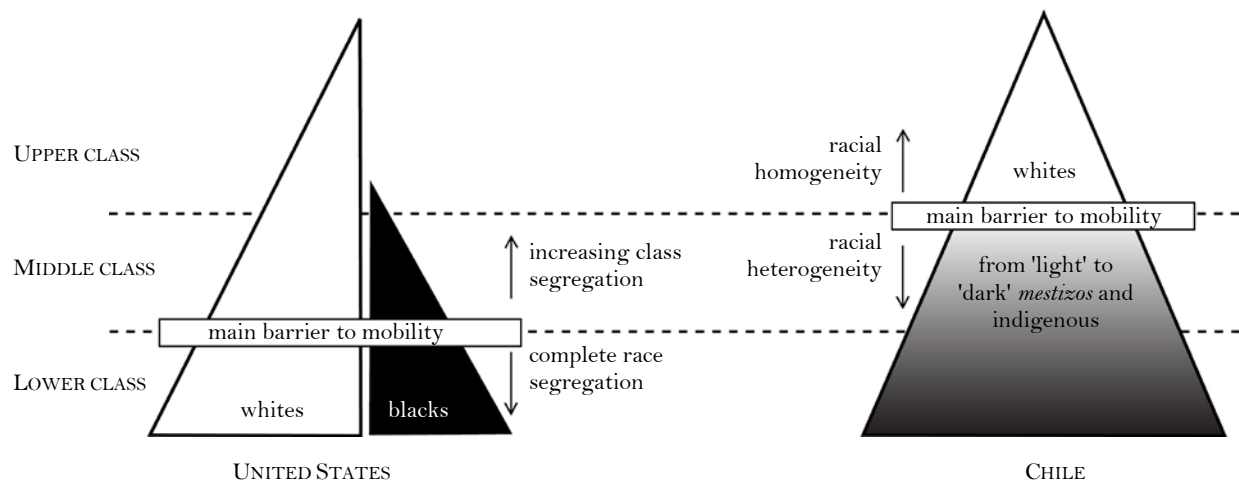 UPPER CLASS
MIDDLE CLASS
LOWER CLASS
main barrier to mobility
whites
blacks
increasing class
segregation
complete race
segregation
UNITED STATES
racial
homogeneity
whites
main barrier to mobility
racial
heterogeneity
from 'light' to
'dark' mestizos and
indigenous
CHILE